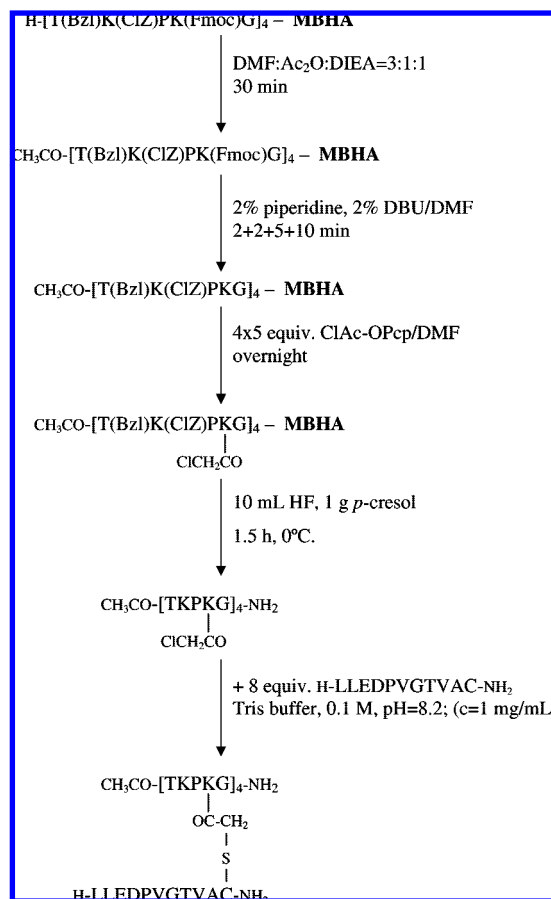 H-[T(Bzl)K(ClZ)PK(Fmoc)G]₄– MBHA
DMF:Ac₂O:DIEA=3:1:1
30 min
CH₃CO-[T(Bzl)K(ClZ)PK(Fmoc)G]₄ – MBHA
2% piperidine, 2% DBU/DMF
2+2+5+10 min
CH₃CO-[T(Bzl)K(ClZ)PKG]₄ – MBHA
4x5 equiv. ClAc-OPcp/DMF
overnight
CH₃CO-[T(Bzl)K(ClZ)PKG]₄ – MBHA
ClCH₂CO
10 mL HF, 1 g p-cresol
1.5 h, 0ºC.
CH₃CO-[TKPKG]₄-NH₂
ClCH₂CO
+ 8 equiv. H-LLEDPVGTVAC-NH₂
Tris buffer, 0.1 M, pH=8.2; (c=1 mg/mL
CH₃CO-[TKPKG]₄-NH₂
OC-CH₂
S
H-LLEDPVGTVAC-NH₂